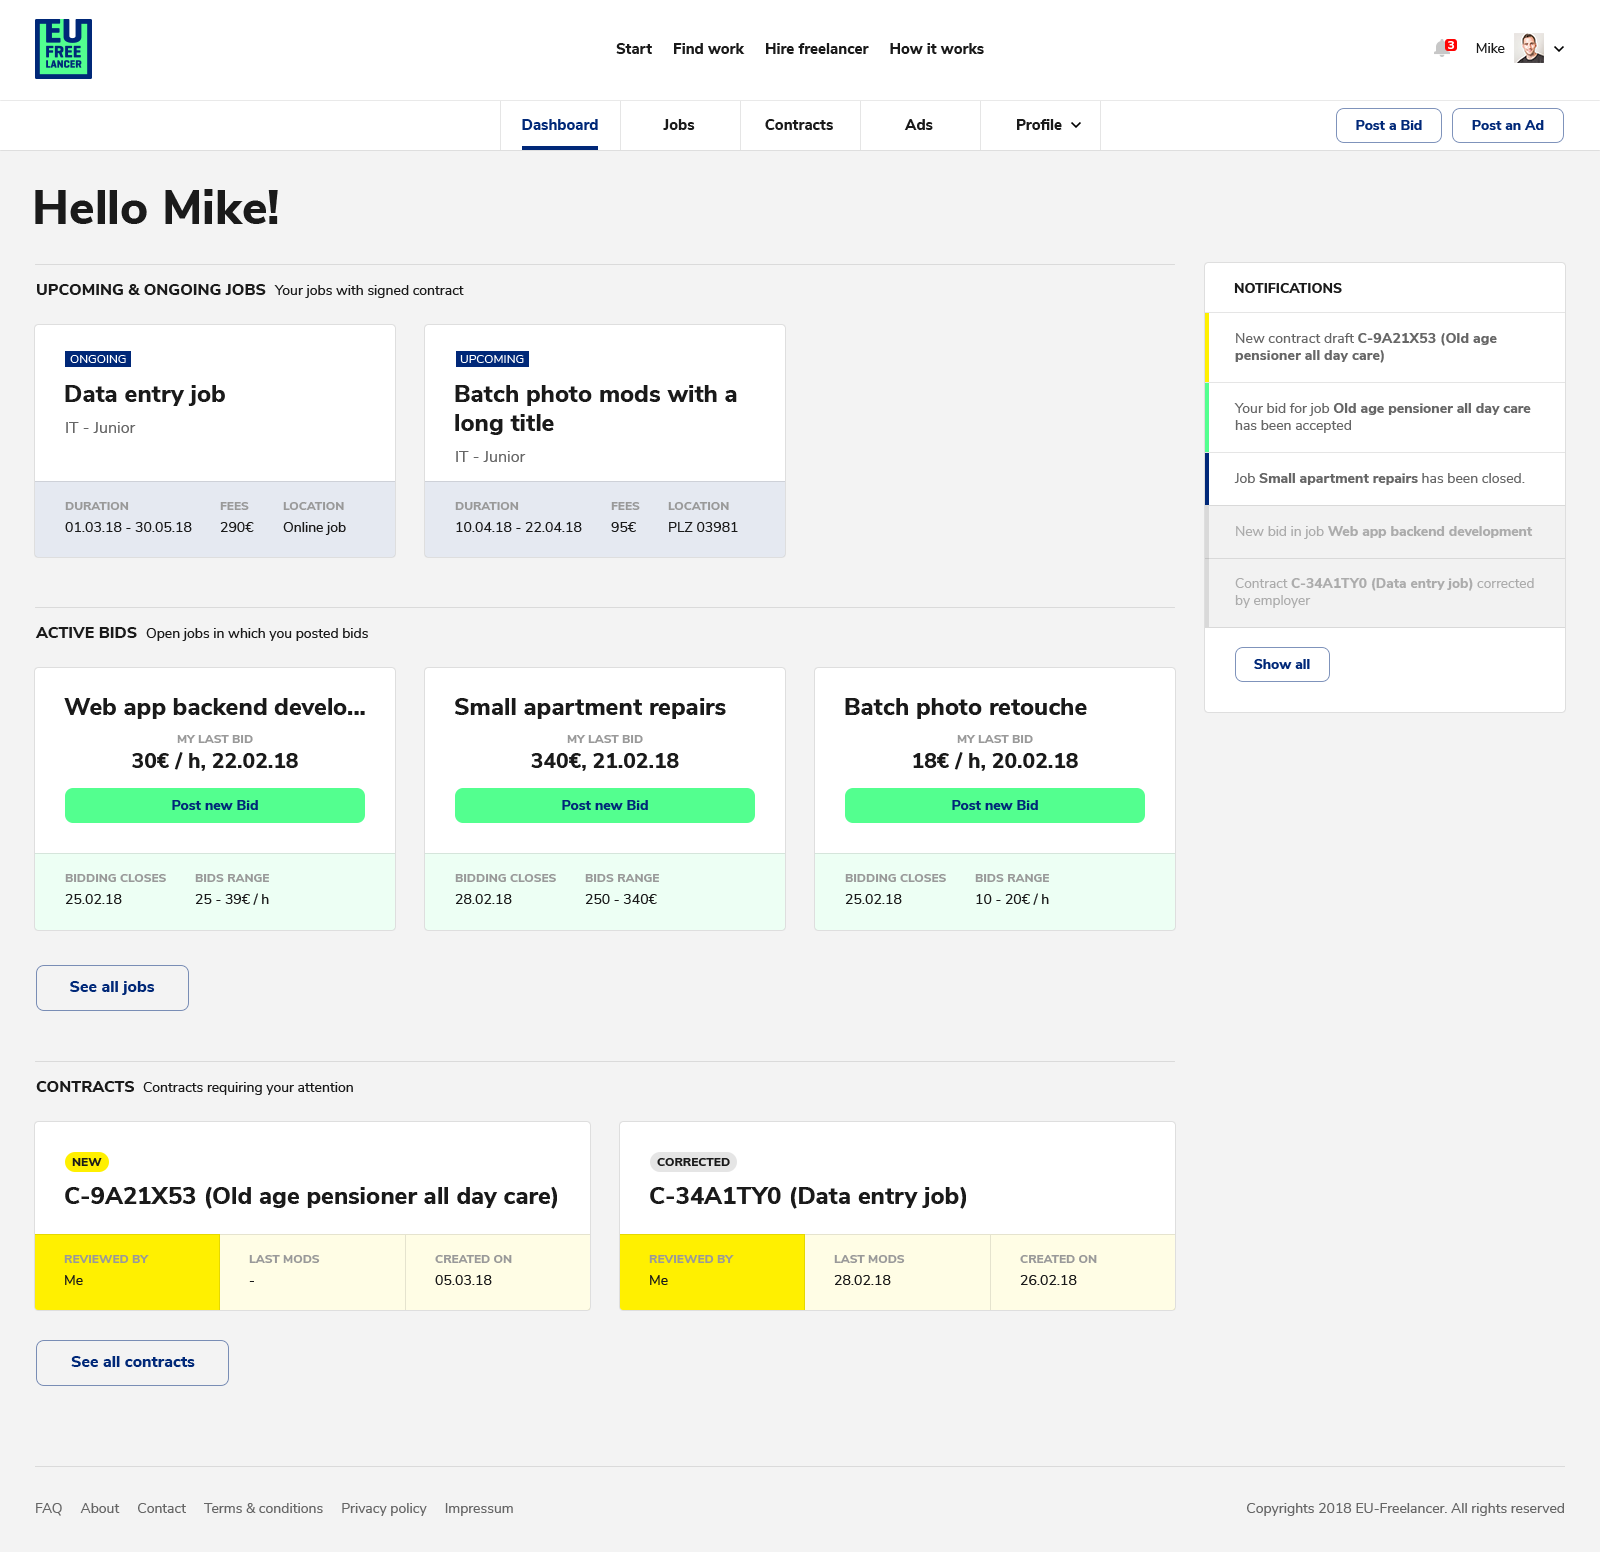 EU
FREE
LANCER
Start Find work Hire freelancer How it works
3 Mike
Dashboard Jobs Contracts Ads Profile
Post a Bid Post an Ad
Hello Mike!
UPCOMING & ONGOING JOBS Your jobs with signed contract
ONGOING
Data entry job
IT - Junior
DURATION FEES LOCATION
01.03.18 - 30.05.18 290€ Online job
UPCOMING
Batch photo mods with a
long title
IT - Junior
DURATION FEES LOCATION
10.04.18 - 22.04.18 95€ PLZ 03981
NOTIFICATIONS
New contract draft C-9A21X53 (Old age
pensioner all day care)
Your bid for job Old age pensioner all day care
has been accepted
Job Small apartment repairs has been closed.
New bid in job Web app backend development
Contract C-34A1TY0 (Data entry job) corrected
by employer
Show all
ACTIVE BIDS Open jobs in which you posted bids
Web app backend develo...
MY LAST BID
30€ / h, 22.02.18
Post new Bid
BIDDING CLOSES BIDS RANGE
25.02.18 25 - 39€ / h
Small apartment repairs
MY LAST BID
340€, 21.02.18
Post new Bid
BIDDING CLOSES BIDS RANGE
28.02.18 250 - 340€
Batch photo retouche
MY LAST BID
18€ / h, 20.02.18
Post new Bid
BIDDING CLOSES BIDS RANGE
25.02.18 10 - 20€ / h
See all jobs
CONTRACTS Contracts requiring your attention
NEW
C-9A21X53 (Old age pensioner all day care)
REVIEWED BY LAST MODS CREATED ON
Me - 05.03.18
CORRECTED
C-34A1TY0 (Data entry job)
REVIEWED BY LAST MODS CREATED ON
Me 28.02.18 26.02.18
See all contracts
FAQ About Contact Terms & conditions Privacy policy Impressum
Copyrights 2018 EU-Freelancer. All rights reserved